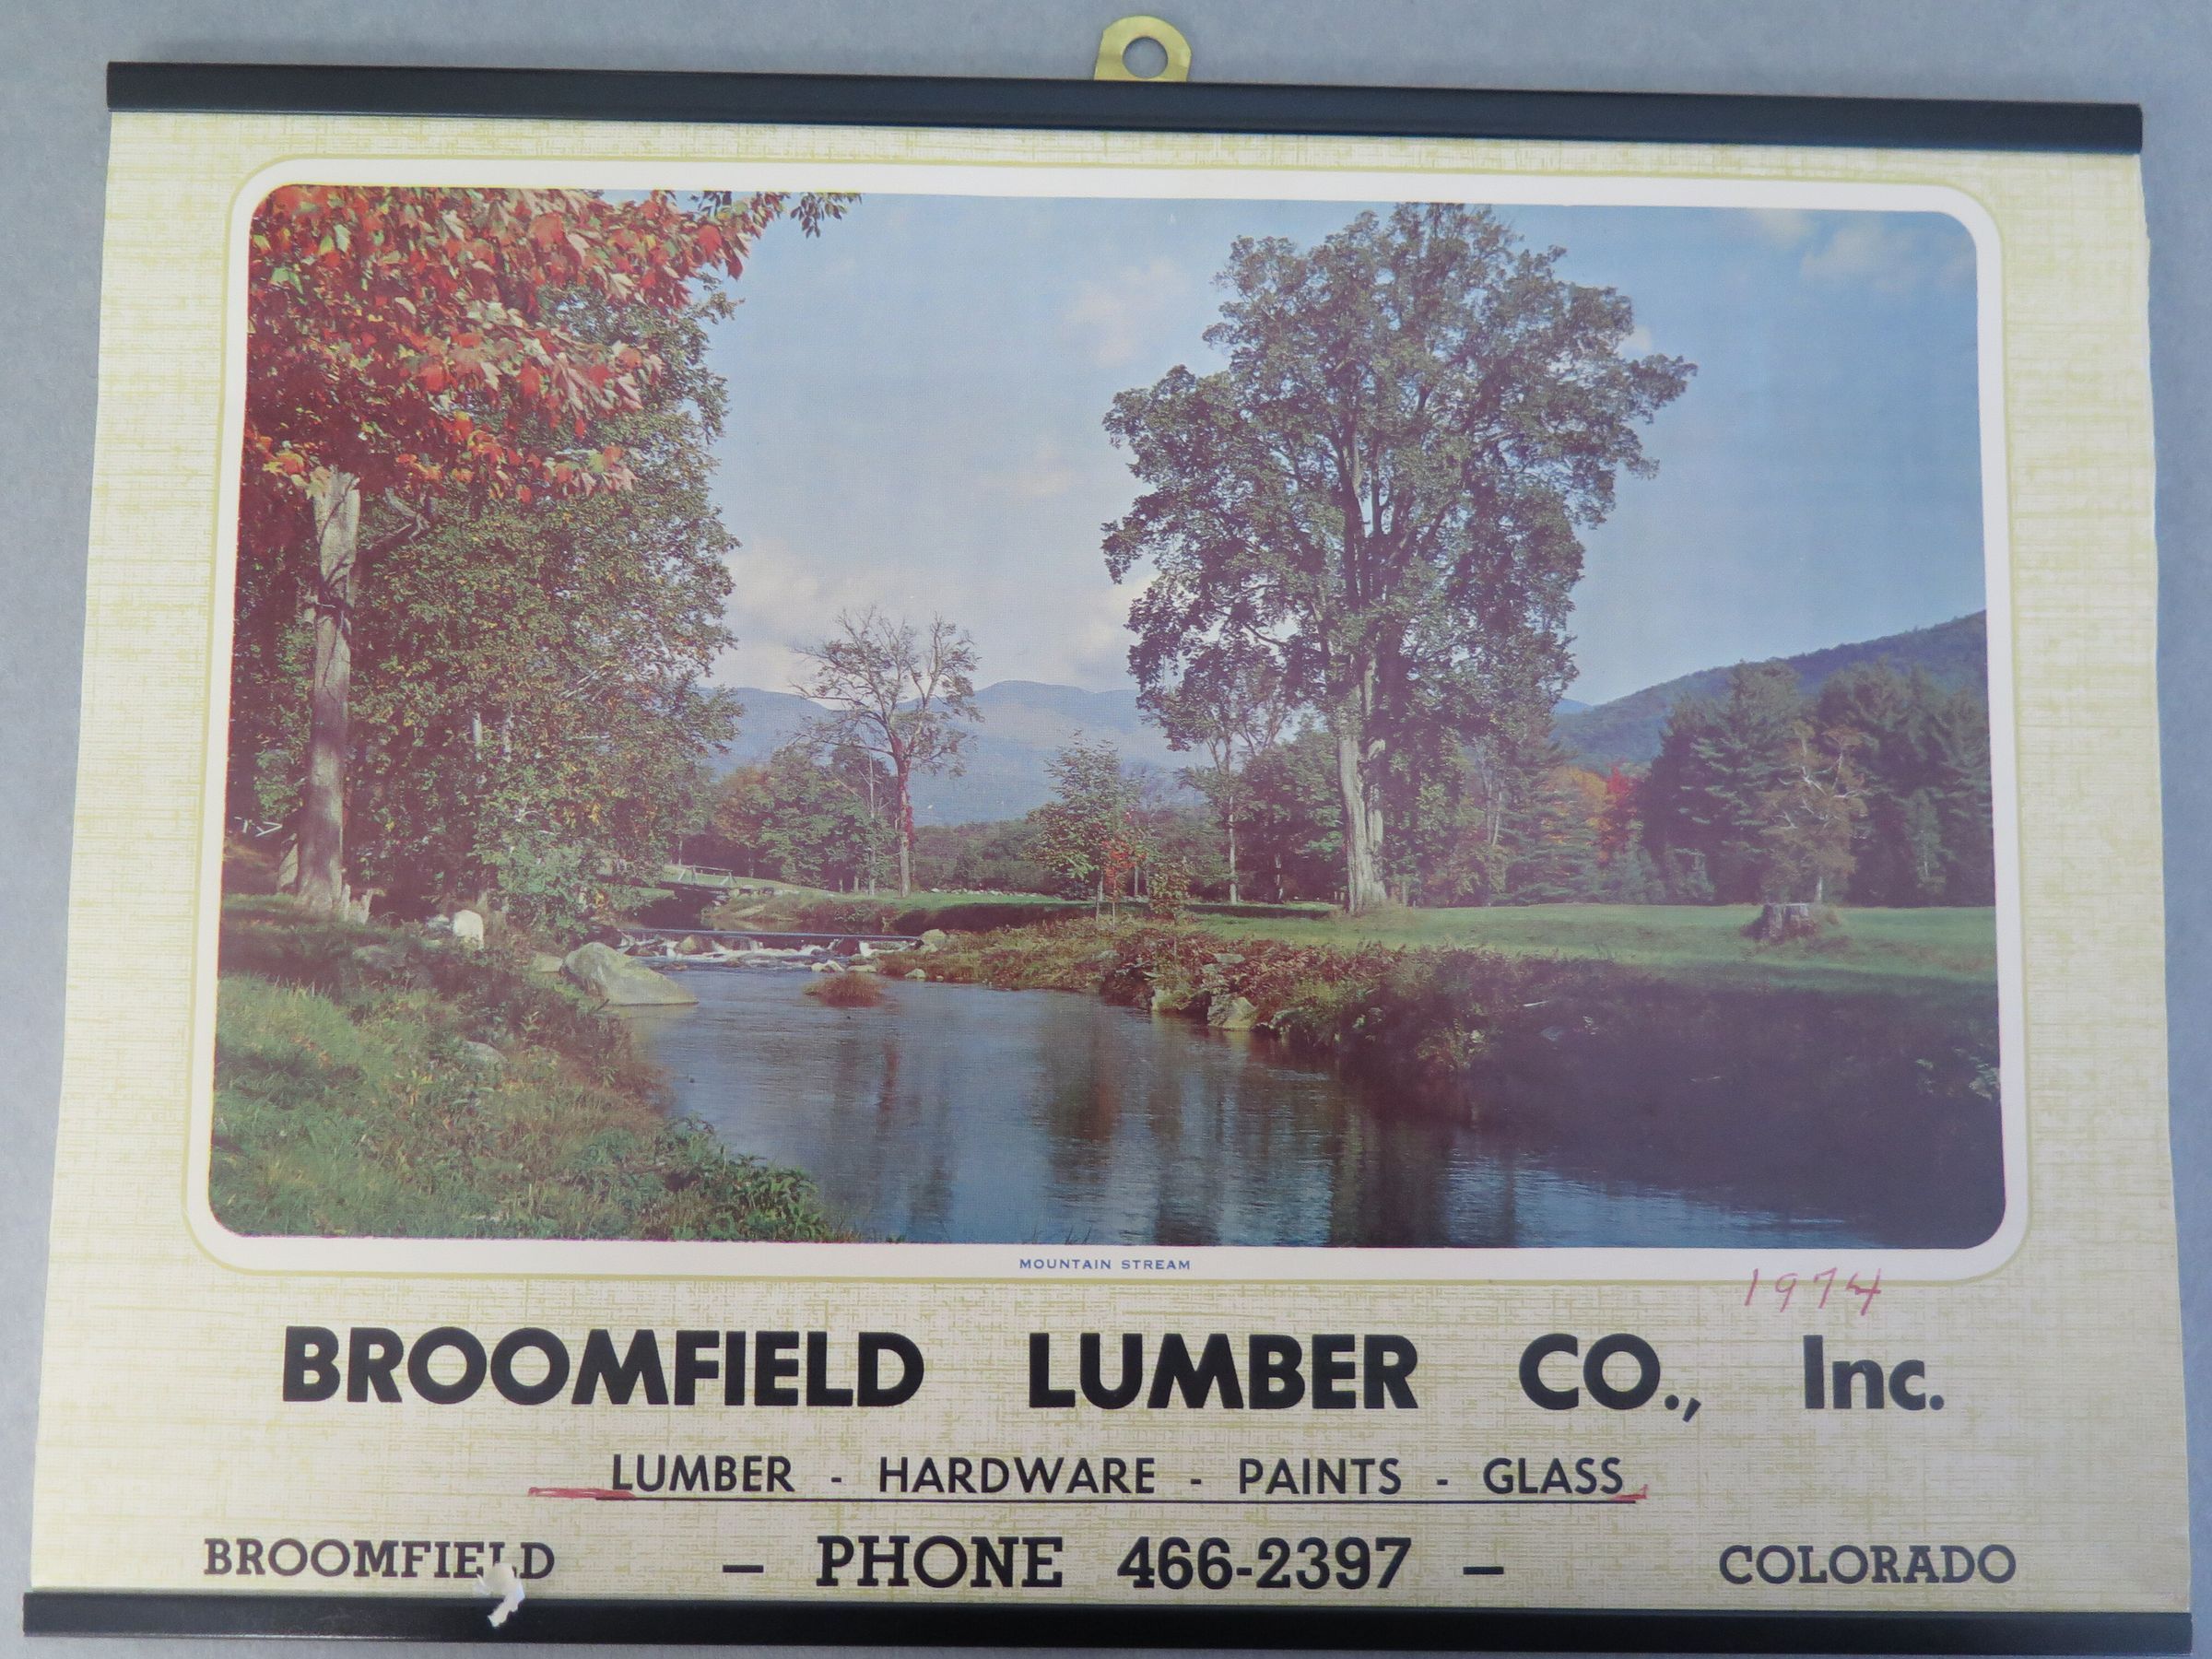 MOUNTAIN STREAM
1974
BROOMFIELD LUMBER CO., Inc.
LUMBER - HARDWARE - PAINTS - GLASS
BROOMFIELD — PHONE 466-2397 — COLORADO